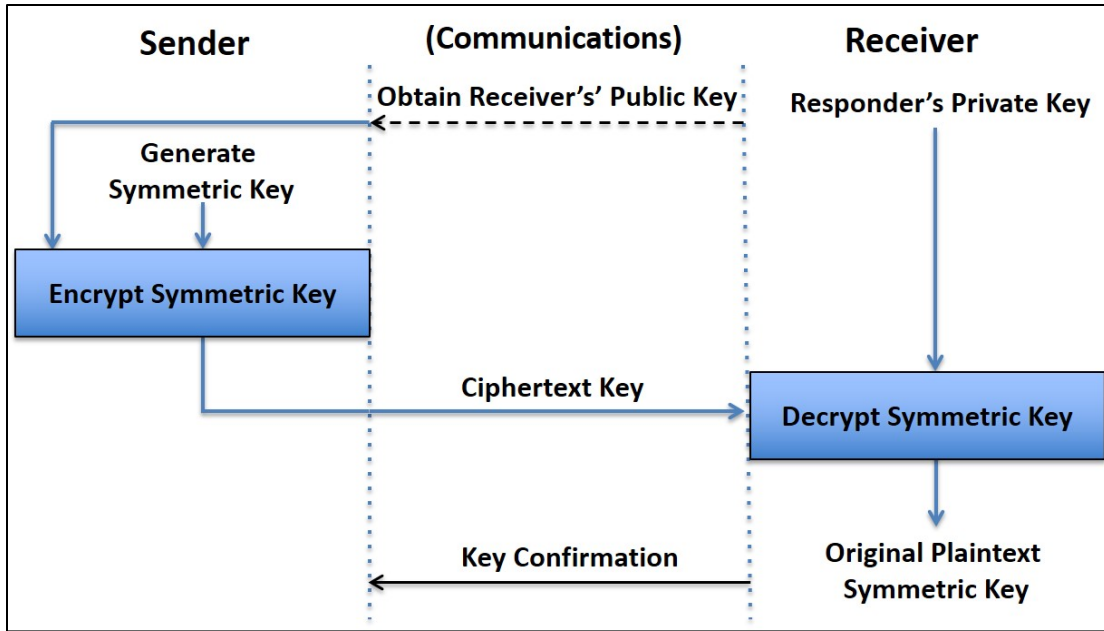 Sender
(Communications)
Receiver
Obtain Receiver's' Public Key
Responder's Private Key
Generate
Symmetric Key
Encrypt Symmetric Key
Ciphertext Key
Decrypt Symmetric Key
Key Confirmation
Original Plaintext
Symmetric Key